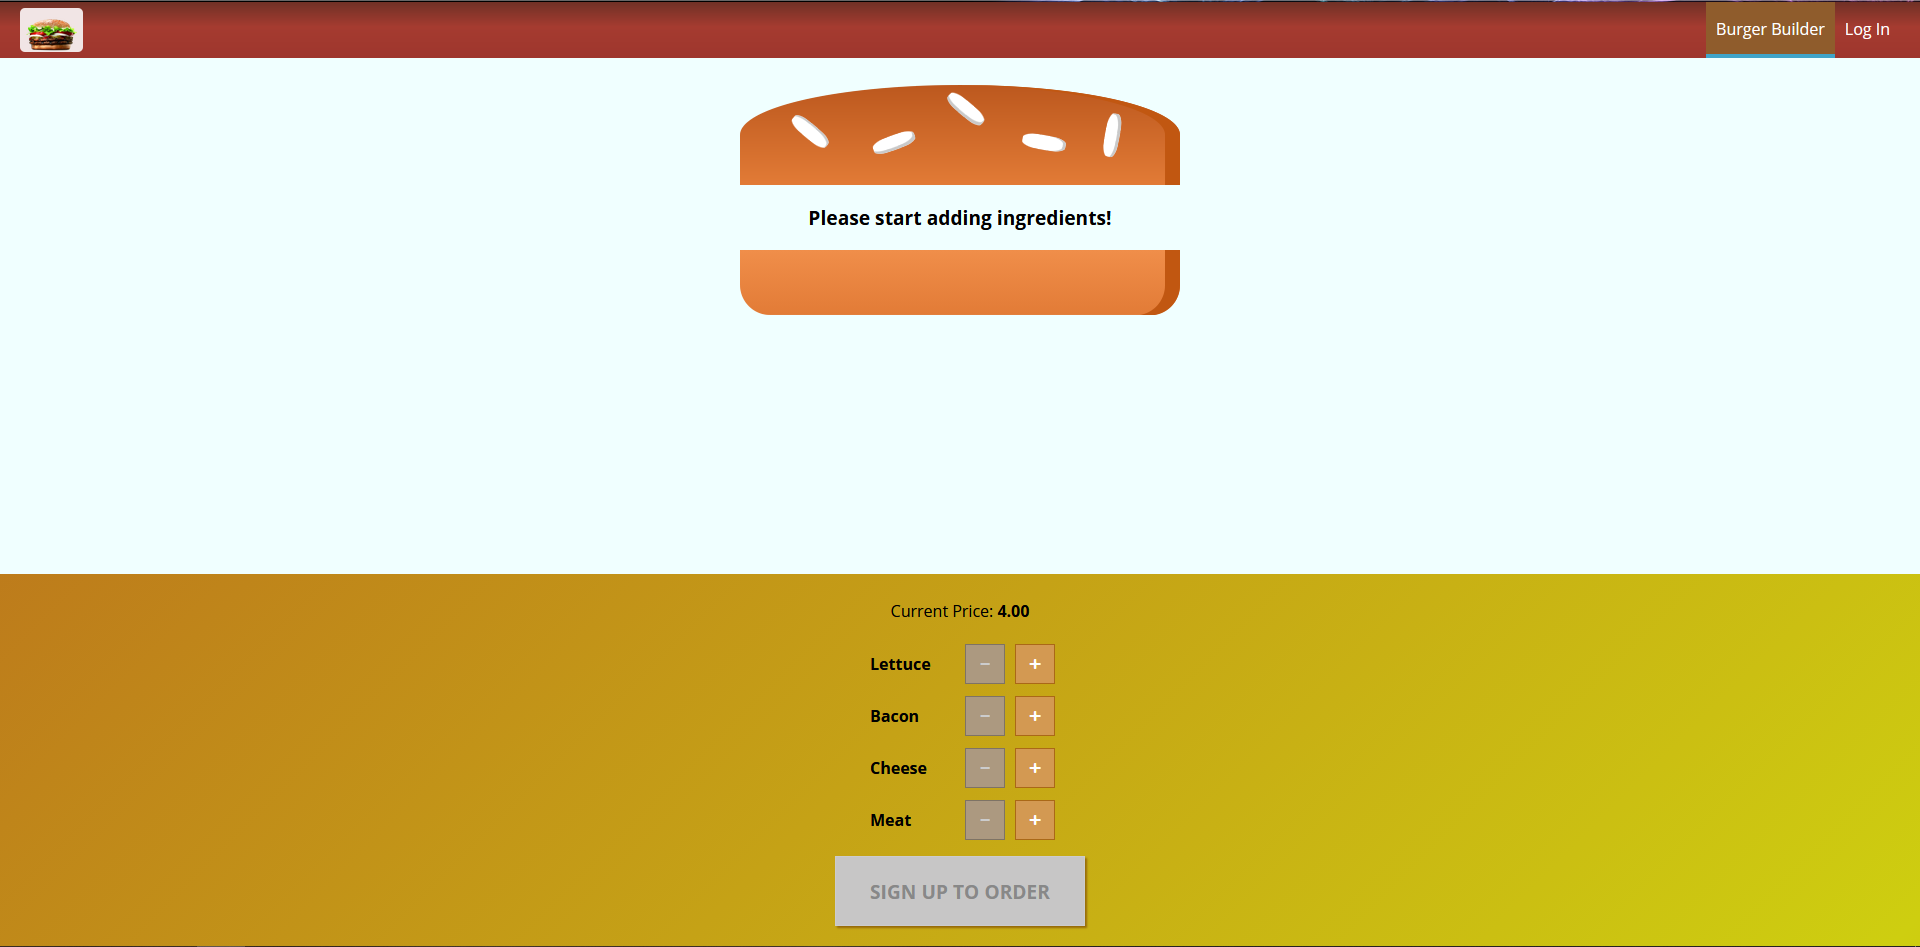 Burger Builder Log In
Please start adding ingredients!
Current Price: 4.00
Lettuce − +
Bacon − +
Cheese − +
Meat − +
SIGN UP TO ORDER